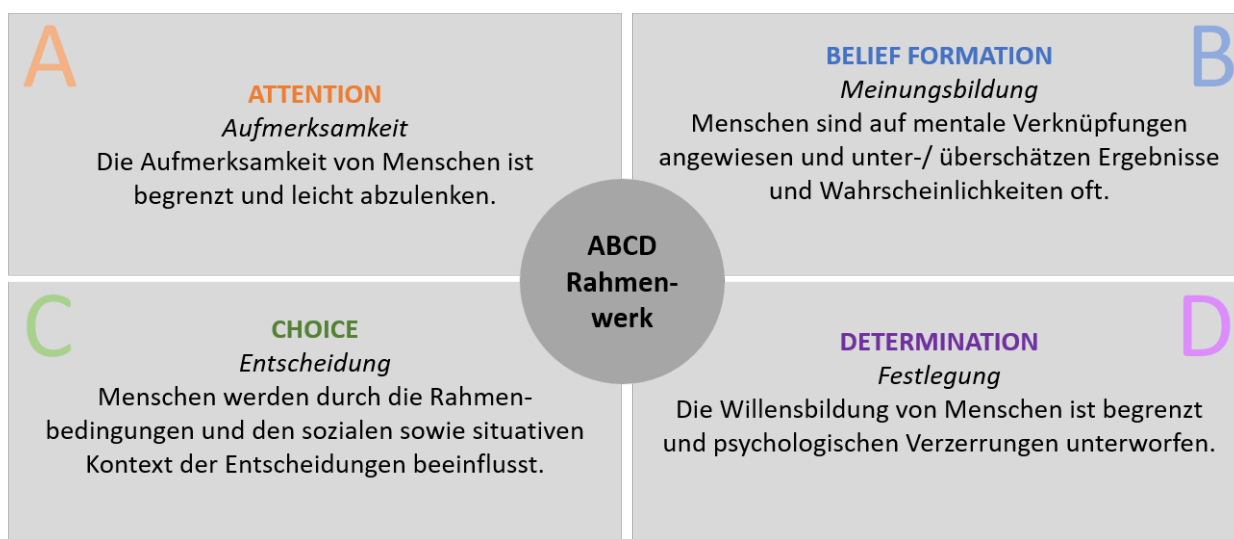 A
ATTENTION
Aufmerksamkeit
Die Aufmerksamkeit von Menschen ist
begrenzt und leicht abzulenken.
B
BELIEF FORMATION
Meinungsbildung
Menschen sind auf mentale Verknüpfungen
angewiesen und unter-/ überschätzen Ergebnisse
und Wahrscheinlichkeiten oft.
ABCD
Rahmen-
werk
C
CHOICE
Entscheidung
Menschen werden durch die Rahmen-
bedingungen und den sozialen sowie situativen
Kontext der Entscheidungen beeinflusst.
D
DETERMINATION
Festlegung
Die Willensbildung von Menschen ist begrenzt
und psychologischen Verzerrungen unterworfen.